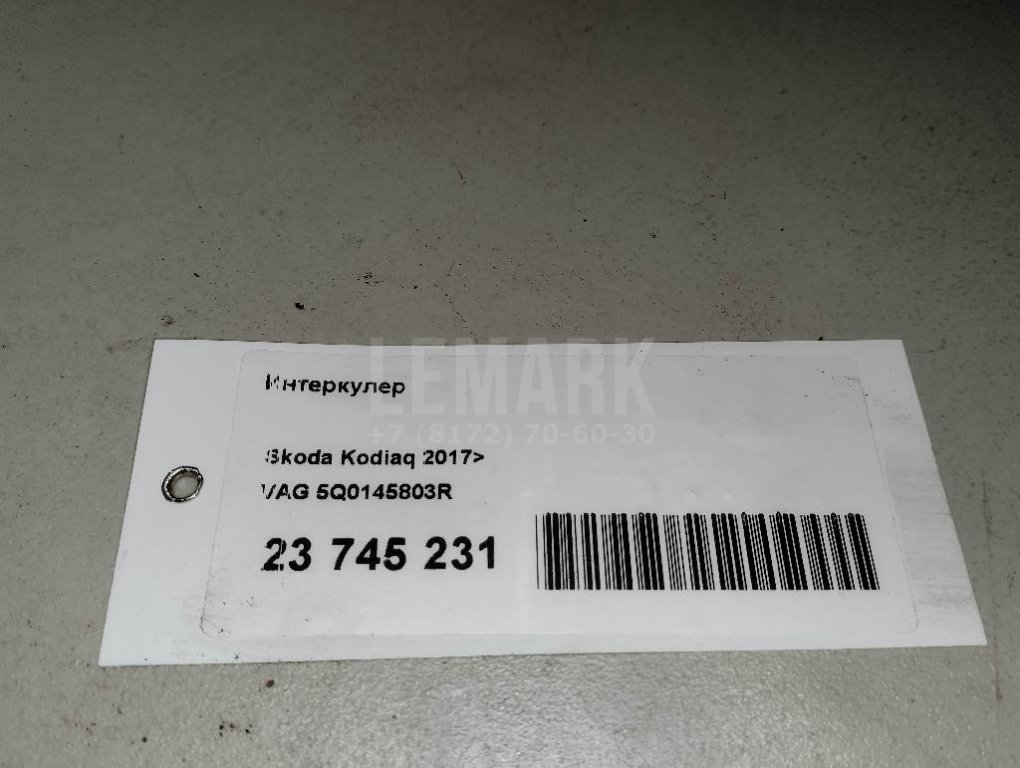 LEMARK
Интеркулер
+7 (8172) 70-60-30
Skoda Kodiaq 2017>
VAG 5Q0145803R
23 745 231